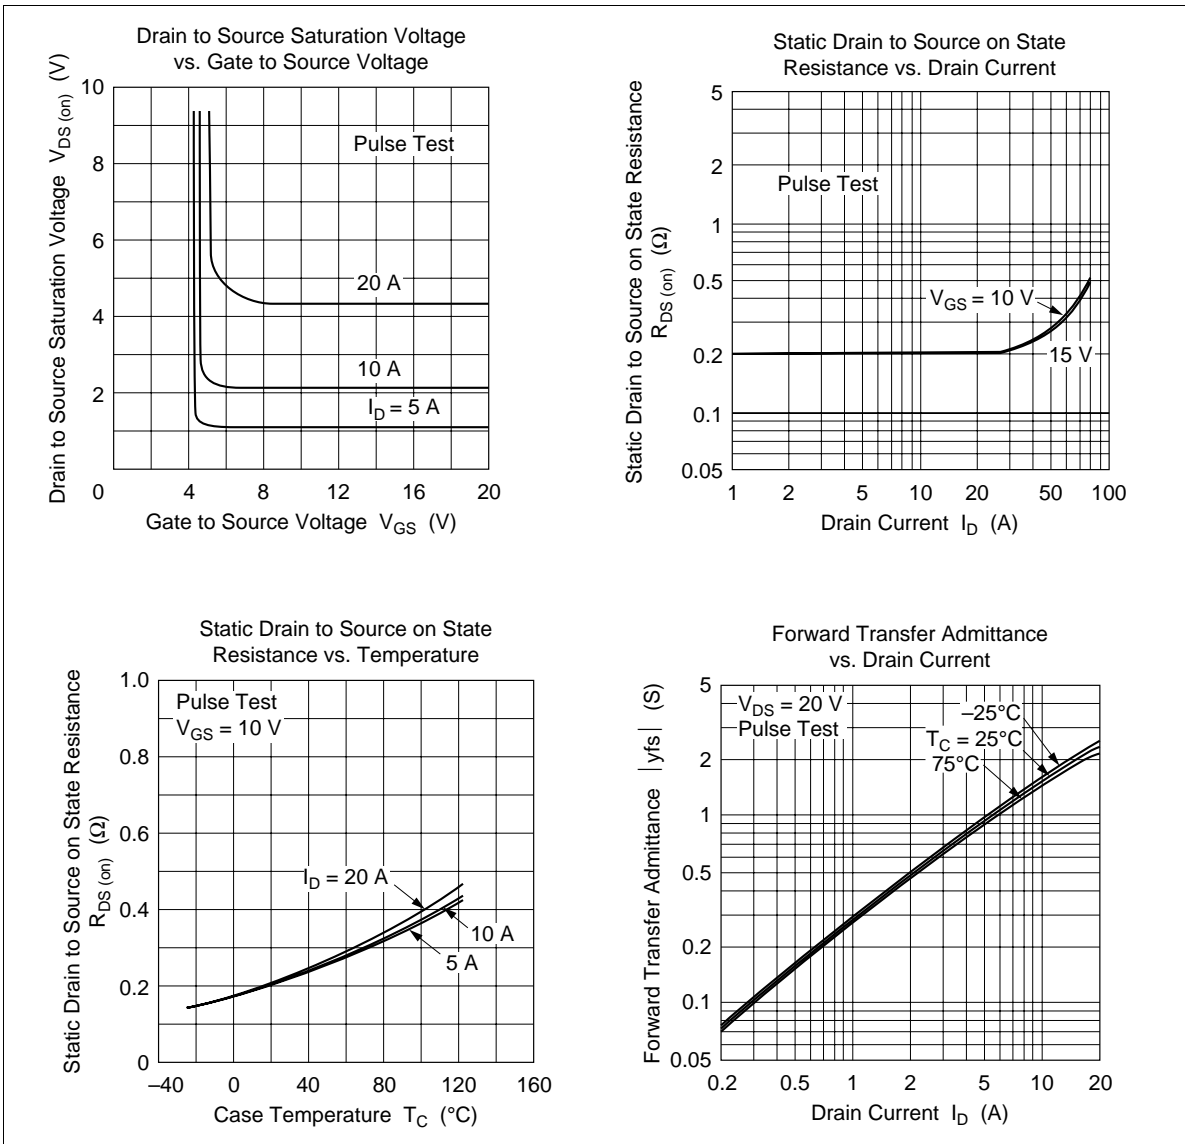 Drain to Source Saturation Voltage
vs. Gate to Source Voltage
Drain to Source Saturation Voltage V_DS (on) (V)
10
8
6
4
2
0
Pulse Test
20 A
10 A
I_D = 5 A
4 8 12 16 20
Gate to Source Voltage V_GS (V)
Static Drain to Source on State
Resistance vs. Drain Current
Static Drain to Source on State Resistance
R_DS (on) (Ω)
5
2
1
0.5
0.2
0.1
0.05
Pulse Test
V_GS = 10 V
15 V
1 2 5 10 20 50 100
Drain Current I_D (A)
Static Drain to Source on State
Resistance vs. Temperature
Static Drain to Source on State Resistance
R_DS (on) (Ω)
1.0
0.8
0.6
0.4
0.2
0
Pulse Test
V_GS = 10 V
I_D = 20 A
10 A
5 A
–40 0 40 80 120 160
Case Temperature T_C (°C)
Forward Transfer Admittance
vs. Drain Current
Forward Transfer Admittance |yfs| (S)
5
2
1
0.5
0.2
0.1
0.05
V_DS = 20 V
Pulse Test
–25°C
T_C = 25°C
75°C
0.2 0.5 1 2 5 10 20
Drain Current I_D (A)